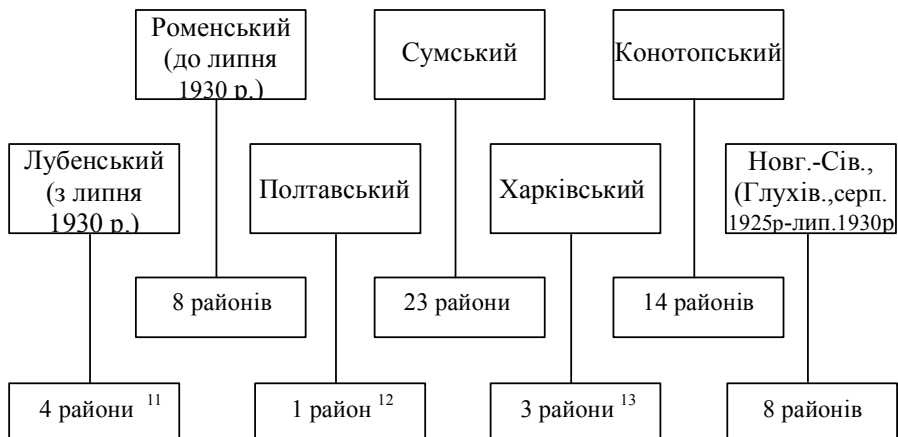 Роменський
(до липня
1930 р.)
Сумський
Конотопський
Лубенський
(з липня
1930 р.)
Полтавський
Харківський
Новг.-Сів.,
(Глухів.,серп.
1925р-лип.1930р
8 районів
23 райони
14 районів
4 райони 11
1 район 12
3 райони 13
8 районів